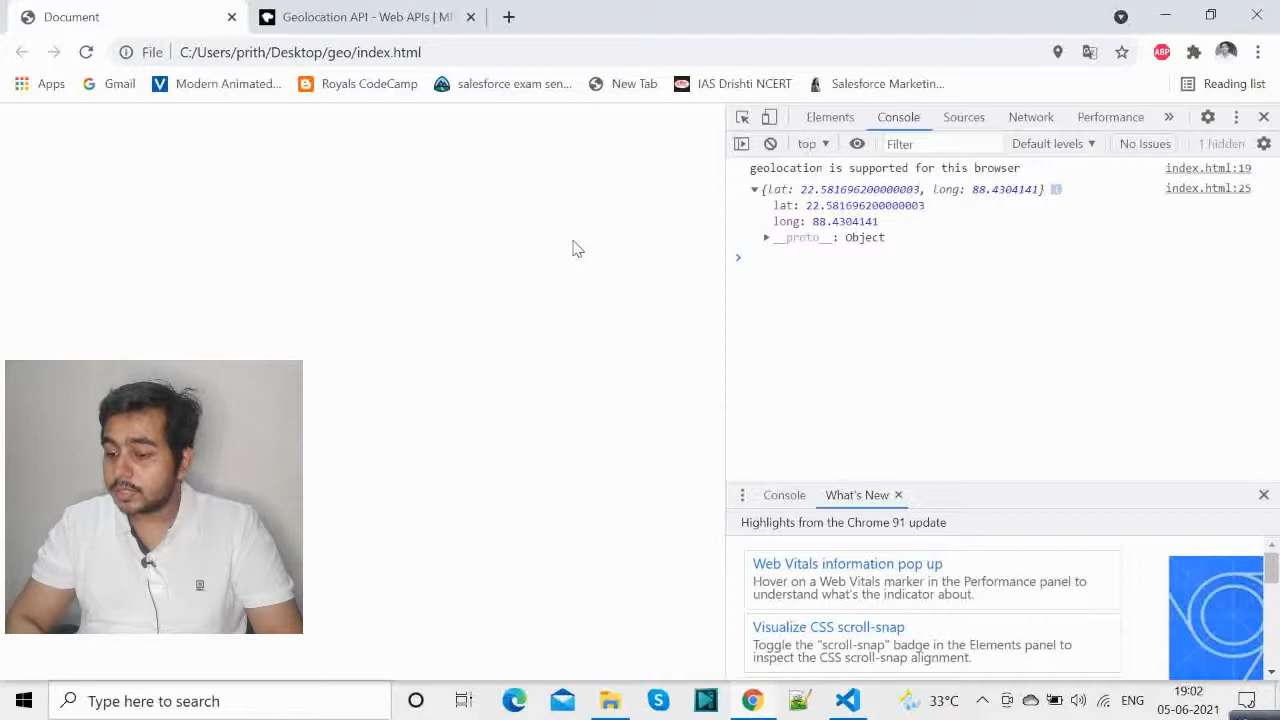 Document
Geolocation API - Web APIs | MI
File
C:/Users/prith/Desktop/geo/index.html
ABP
Apps
Gmail
Modern Animated...
Royals CodeCamp
salesforce exam sen...
New Tab
IAS Drishti NCERT
Salesforce Marketin...
Reading list
Elements
Console
Sources
Network
Performance
top
Filter
Default levels
No Issues
1 hidden
geolocation is supported for this browser
index.html:19
{lat: 22.581696200000003, long: 88.4304141}
index.html:25
lat: 22.581696200000003
long: 88.4304141
__proto__: Object
Console
What's New
Highlights from the Chrome 91 update
Web Vitals information pop up
Hover on a Web Vitals marker in the Performance panel to
understand what's the indicator about.
Visualize CSS scroll-snap
Toggle the "scroll-snap" badge in the Elements panel to
inspect the CSS scroll-snap alignment.
Type here to search
33°C
ENG
19:02
05-06-2021